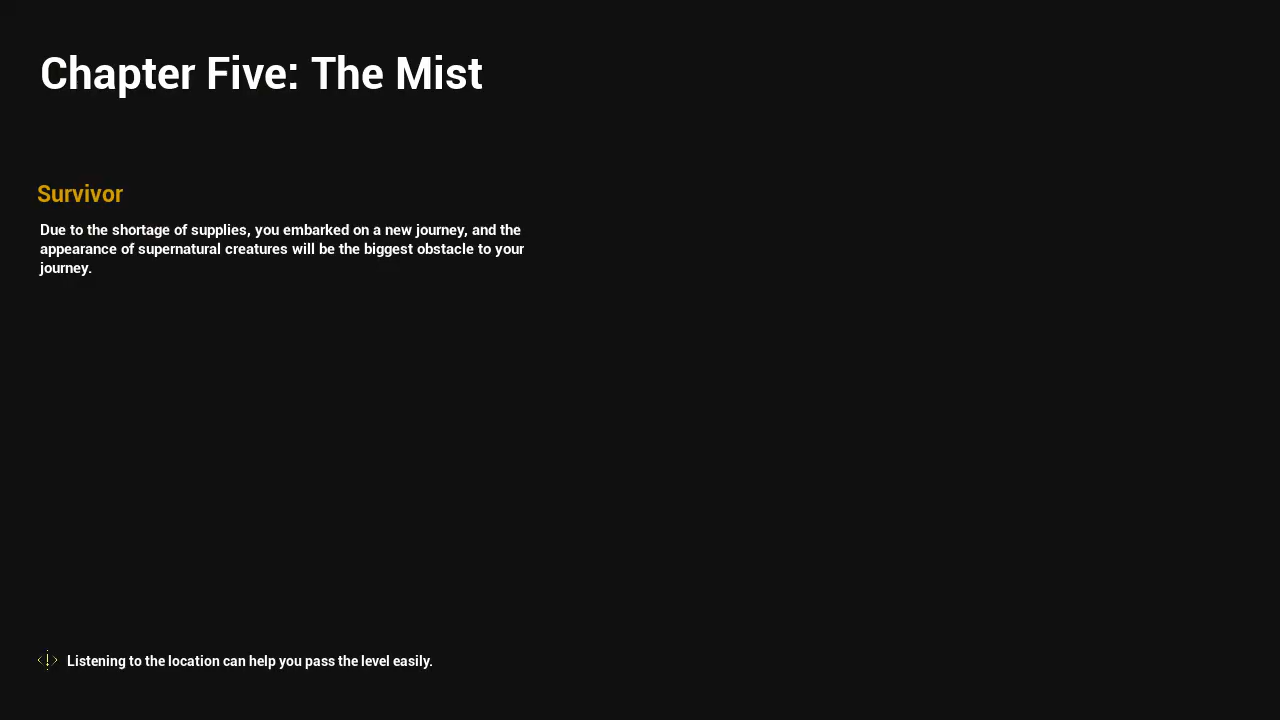 Chapter Five: The Mist
Survivor
Due to the shortage of supplies, you embarked on a new journey, and the
appearance of supernatural creatures will be the biggest obstacle to your
journey.
Listening to the location can help you pass the level easily.